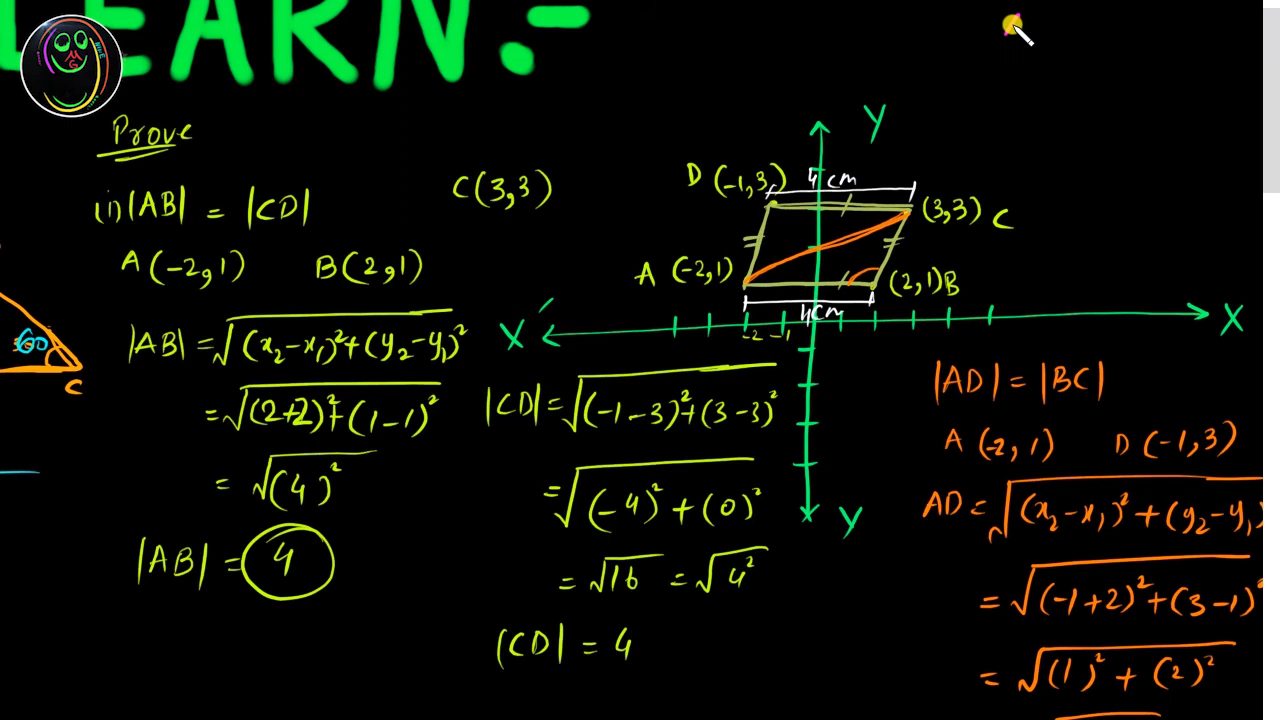 LEARN:-
Prove
(i) |AB| = |CD|
C(3,3)
A(-2,1) B(2,1)
|AB| = √(x₂-x₁)²+(y₂-y₁)²
= √(2+2)²+(1-1)²
= √(4)²
|AB| = 4
|CD| = √(-1-3)²+(3-3)²
= √(-4)²+(0)²
= √16 = √4²
|CD| = 4
Y
D (-1,3) 4 cm
(3,3) C
A (-2,1)
(2,1) B
4cm
X X
-2 -1
Y
60
C
|AD| = |BC|
A (-2,1) D (-1,3)
AD = √(x₂-x₁)²+(y₂-y₁)
= √(-1+2)²+(3-1)²
= √(1)²+(2)²